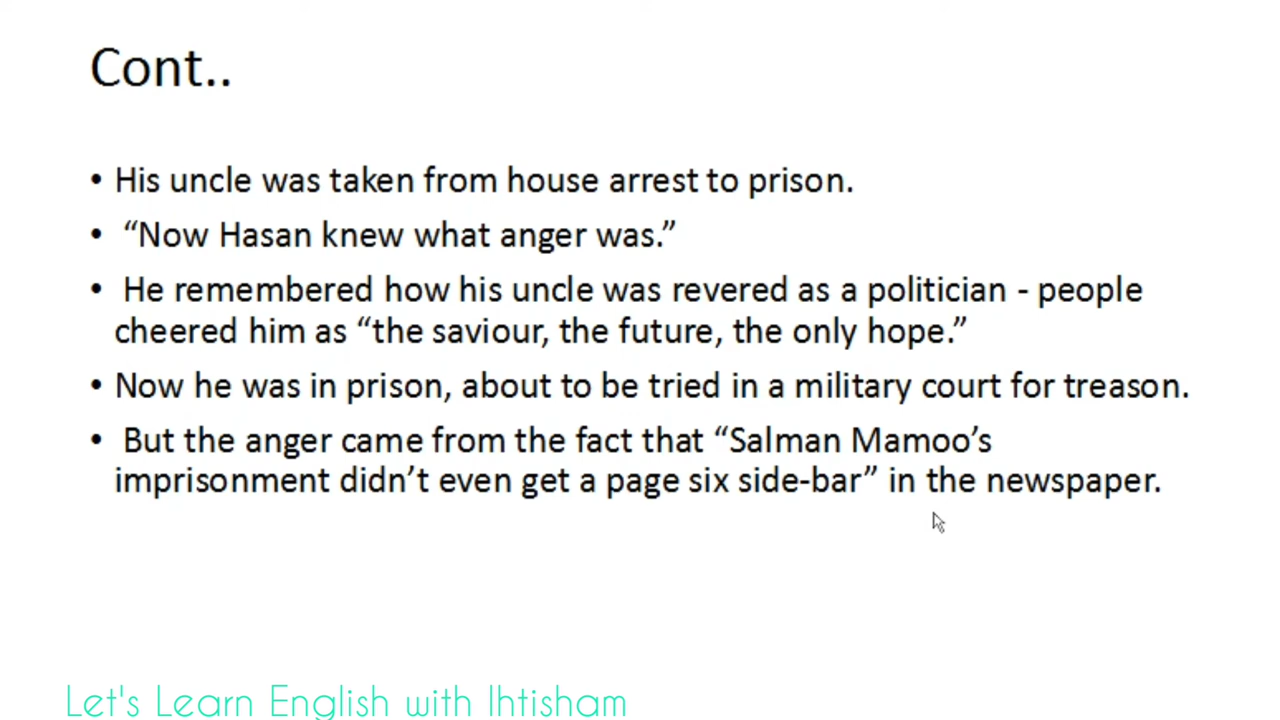 Cont..
• His uncle was taken from house arrest to prison.
• “Now Hasan knew what anger was.”
• He remembered how his uncle was revered as a politician - people
cheered him as “the saviour, the future, the only hope.”
• Now he was in prison, about to be tried in a military court for treason.
• But the anger came from the fact that “Salman Mamoo’s
imprisonment didn’t even get a page six side-bar” in the newspaper.
Let's Learn English with Ihtisham